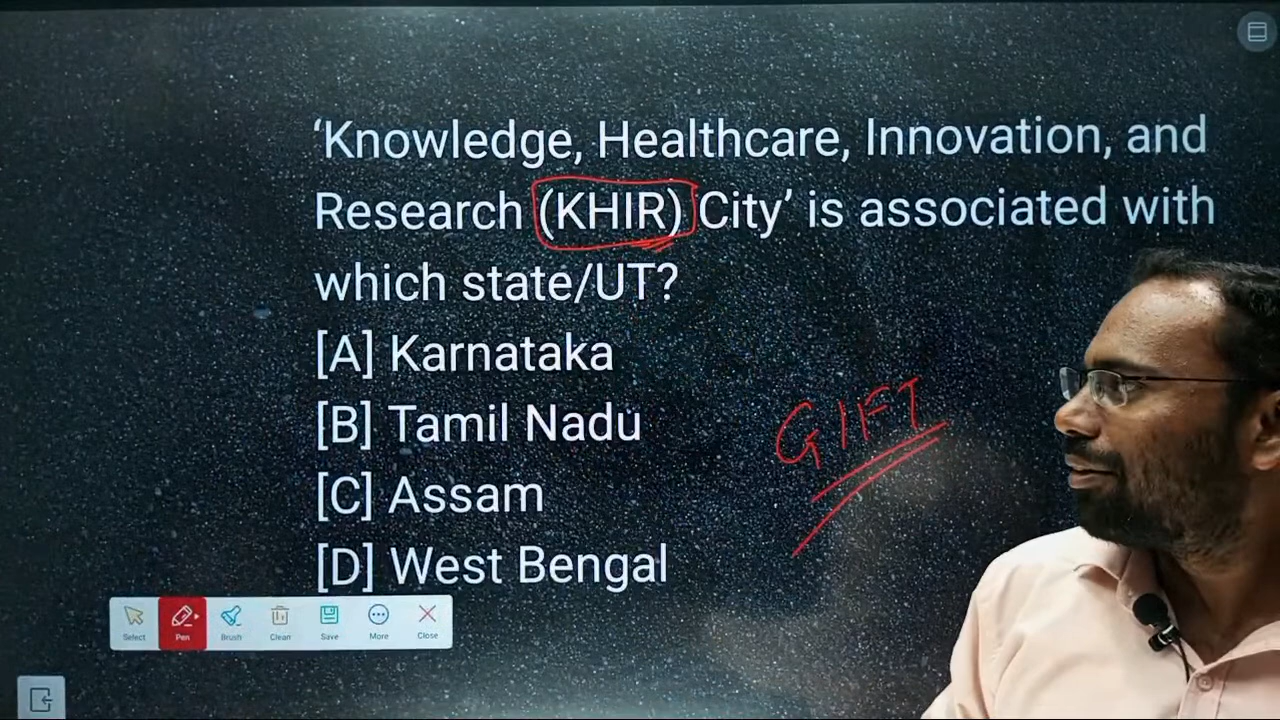 ‘Knowledge, Healthcare, Innovation, and
Research (KHIR) City’ is associated with
which state/UT?
[A] Karnataka
[B] Tamil Nadu
GIFT
[C] Assam
[D] West Bengal
Select Pen Brush Clean Save More Close